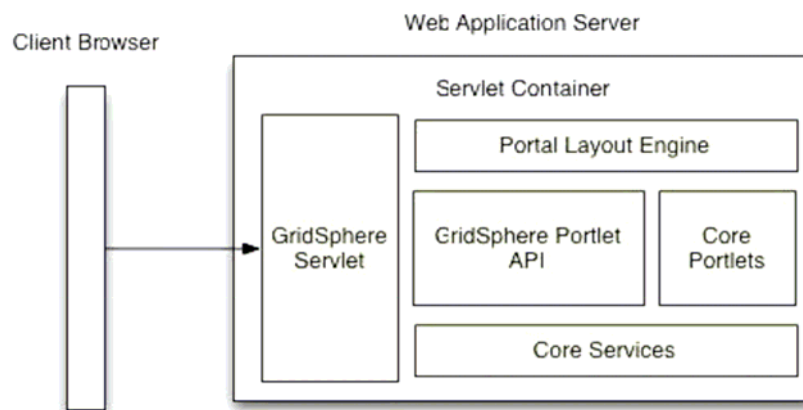 Web Application Server
Client Browser
Servlet Container
Portal Layout Engine
GridSphere
Servlet
GridSphere Portlet
API
Core
Portlets
Core Services